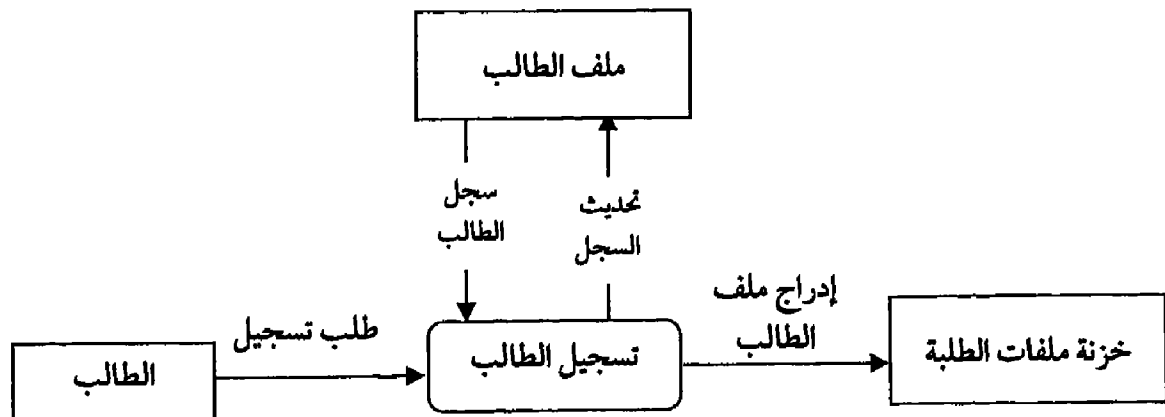 ملف الطالب
سجل
الطالب
تحديث
السجل
إدراج ملف
الطالب
طلب تسجيل
الطالب
تسجيل الطالب
خزنة ملفات الطلبة